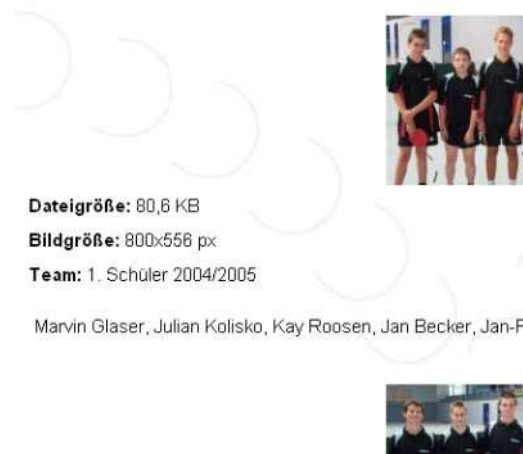 Dateigröße: 80,6 KB
Bildgröße: 800x556 px
Team: 1. Schüler 2004/2005
Marvin Glaser, Julian Kolisko, Kay Roosen, Jan Becker,